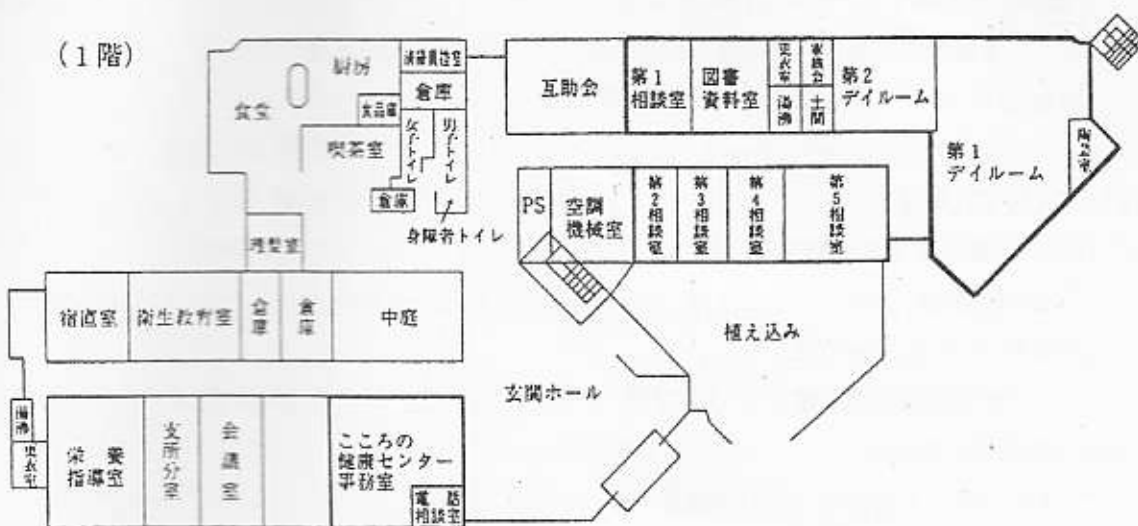 (1階)
厨房
食堂
食品庫
喫茶室
倉庫
女子トイレ
男子トイレ
倉庫
身障者トイレ
互助会
第1
相談室
図書
資料室
更衣室
家族会
湯沸
土間
第2
デイルーム
第1
デイルーム
陶芸室
PS
空調
機械室
第2相談室
第3相談室
第4相談室
第5相談室
植え込み
玄関ホール
宿直室
衛生教育室
倉庫
倉庫
中庭
湯沸
更衣室
栄養
指導室
支所分室
会議室
こころの
健康センター
事務室
電話
相談室